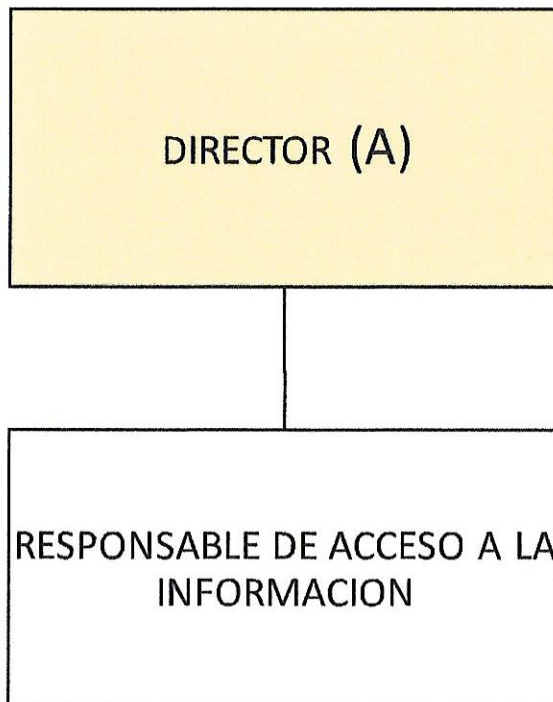 DIRECTOR (A)
RESPONSABLE DE ACCESO A LA
INFORMACION